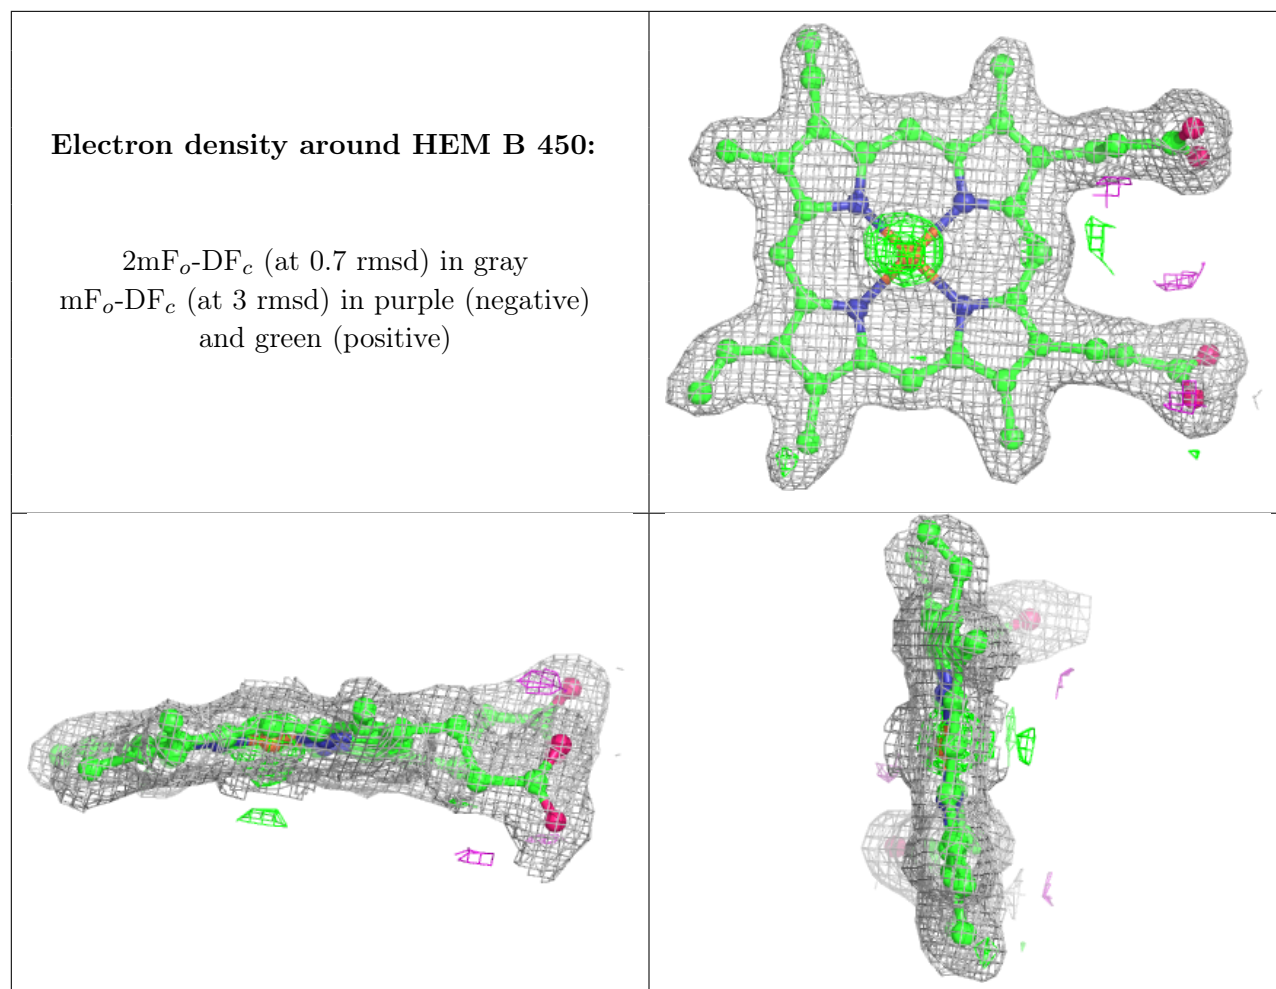 Electron density around HEM B 450:
2mFo-DFc (at 0.7 rmsd) in gray
mFo-DFc (at 3 rmsd) in purple (negative)
and green (positive)